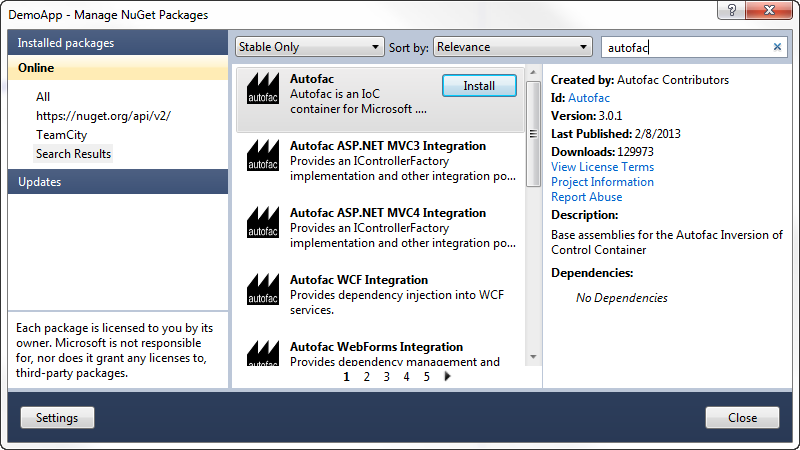 DemoApp - Manage NuGet Packages
Installed packages
Online
All
https://nuget.org/api/v2/
TeamCity
Search Results
Updates
Each package is licensed to you by its
owner. Microsoft is not responsible
for, nor does it grant any licenses to,
third-party packages.
Stable Only
Sort by:
Relevance
autofac
autofac
Autofac
Autofac is an IoC
container for Microsoft ....
Install
autofac
Autofac ASP.NET MVC3 Integration
Provides an IControllerFactory
implementation and other integration po...
autofac
Autofac ASP.NET MVC4 Integration
Provides an IControllerFactory
implementation and other integration po...
autofac
Autofac WCF Integration
Provides dependency injection into WCF
services.
autofac
Autofac WebForms Integration
Provides dependency management and
1 2 3 4 5
Created by: Autofac Contributors
Id: Autofac
Version: 3.0.1
Last Published: 2/8/2013
Downloads: 129973
View License Terms
Project Information
Report Abuse
Description:
Base assemblies for the Autofac Inversion of
Control Container
Dependencies:
No Dependencies
Settings
Close